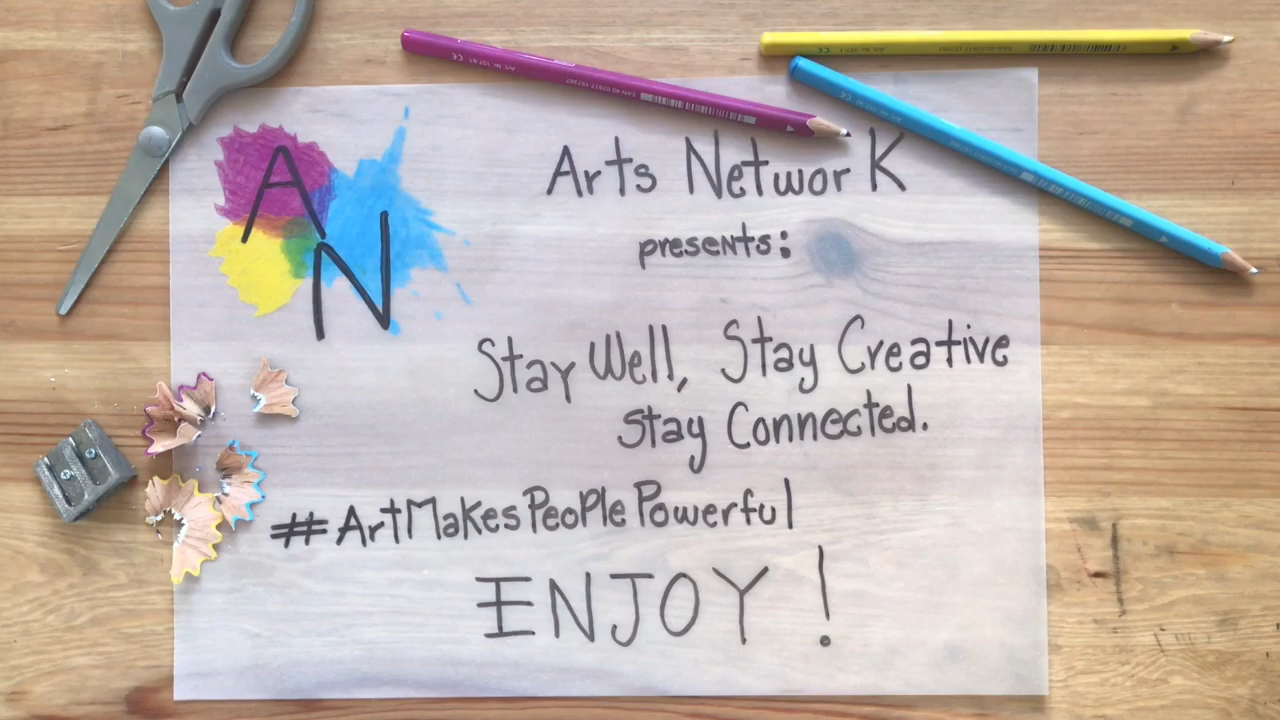 AN
Arts Network
presents:
Stay Well, Stay Creative
Stay Connected.
#ArtMakesPeoplePowerful
ENJOY!